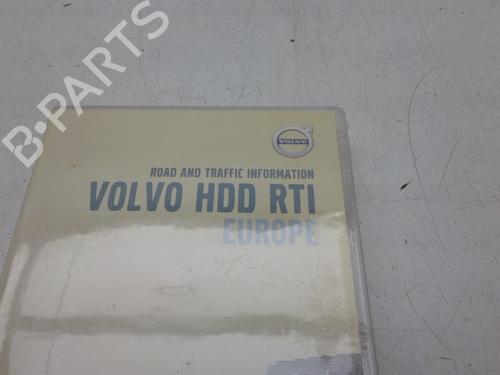 B-PARTS
VOLVO
ROAD AND TRAFFIC INFORMATION
VOLVO HDD RTI
EUROPE